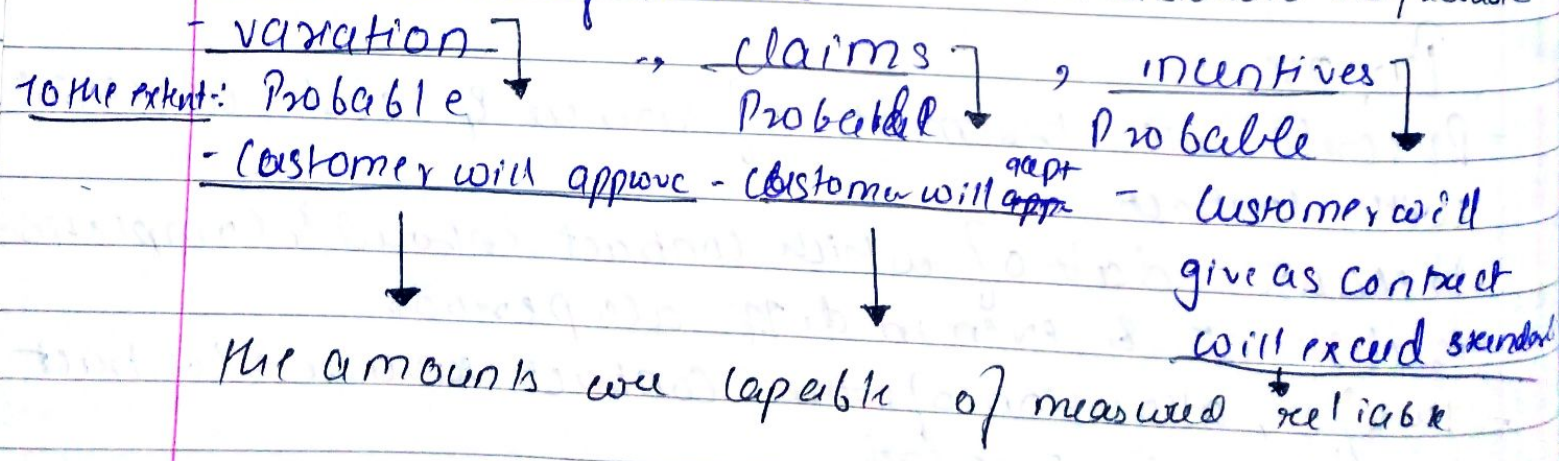 - variation , claims , incentives
To the extent :- Probable Probable Probable
- Customer will approve - Customer will accept - Customer will
give as contract
will exceed standard
the amounts are capable of measured reliable